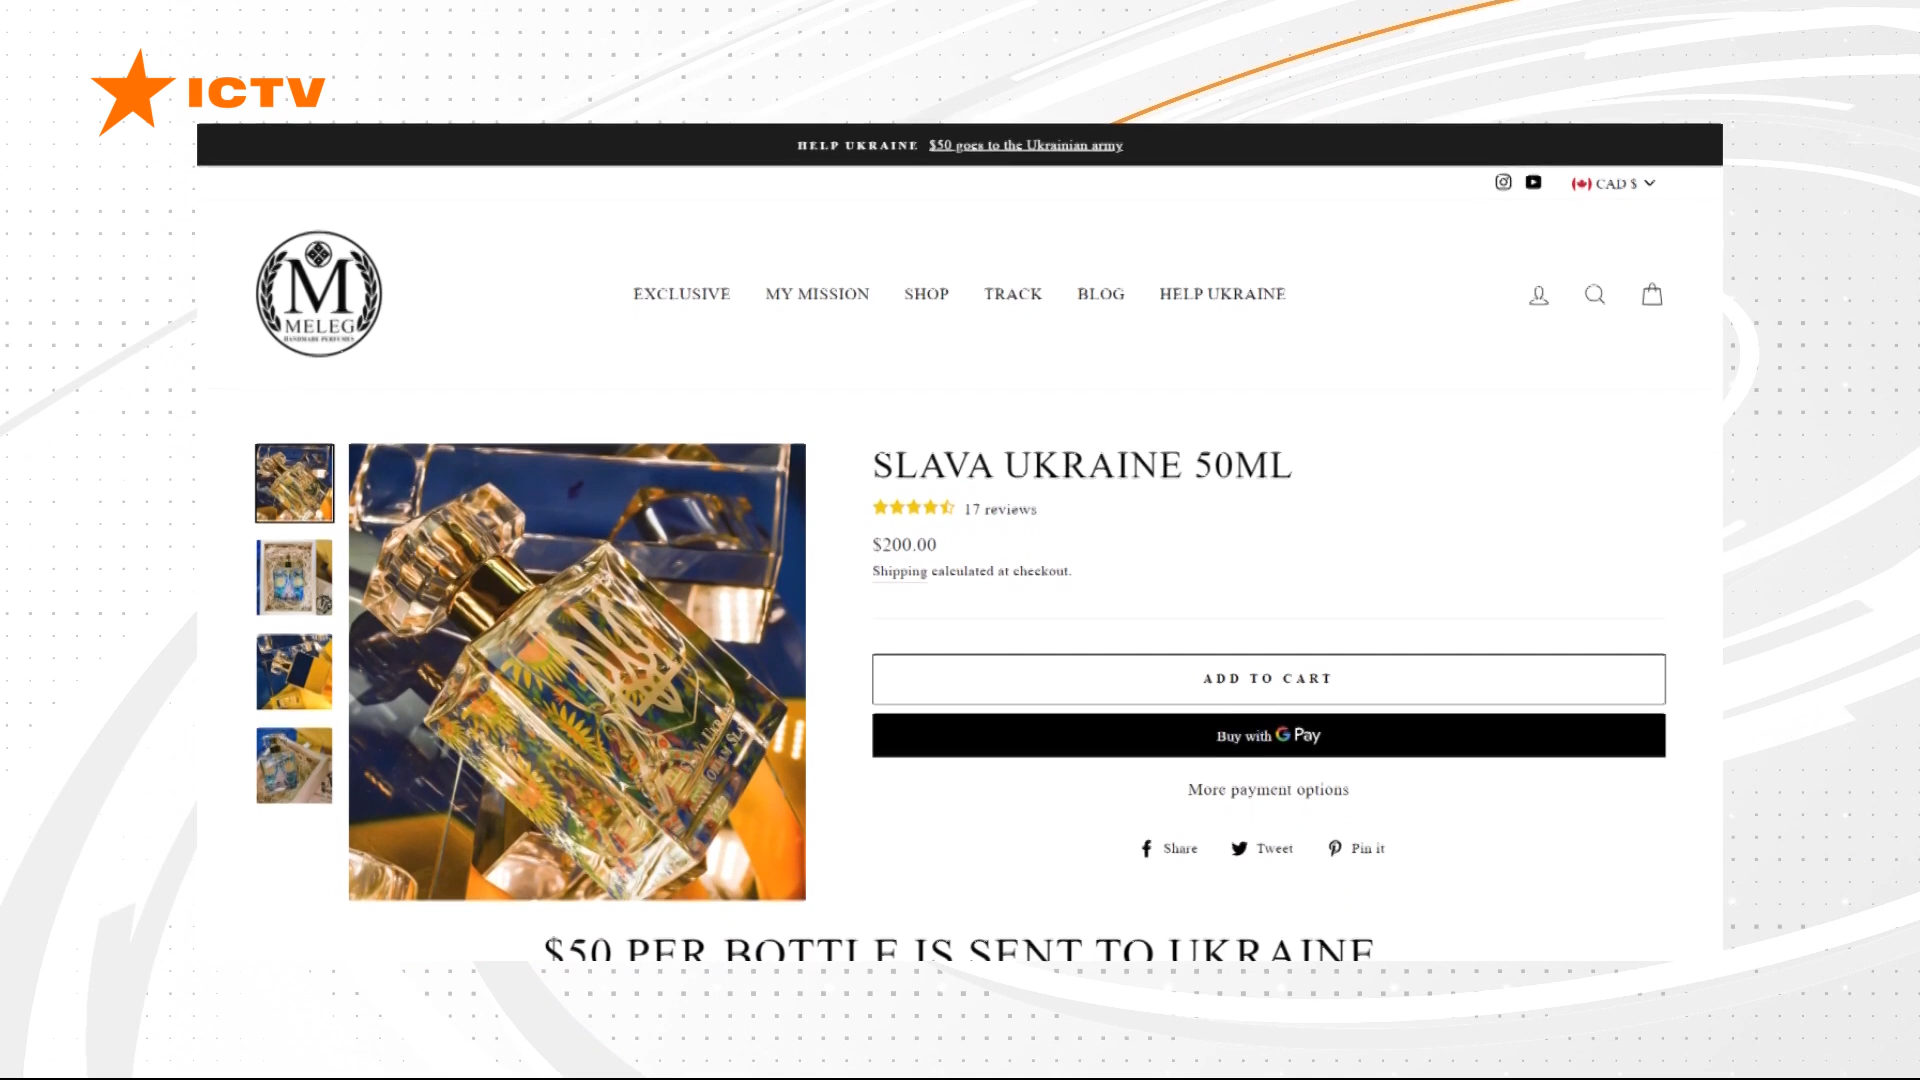 ICTV
HELP UKRAINE $50 goes to the Ukrainian army
CAD $
M
MELEG
HANDMADE PERFUMES
EXCLUSIVE MY MISSION SHOP TRACK BLOG HELP UKRAINE
SLAVA UKRAINE 50ML
17 reviews
$200.00
Shipping calculated at checkout.
ADD TO CART
Buy with G Pay
More payment options
Share Tweet Pin it
$50 PER BOTTLE IS SENT TO UKRAINE